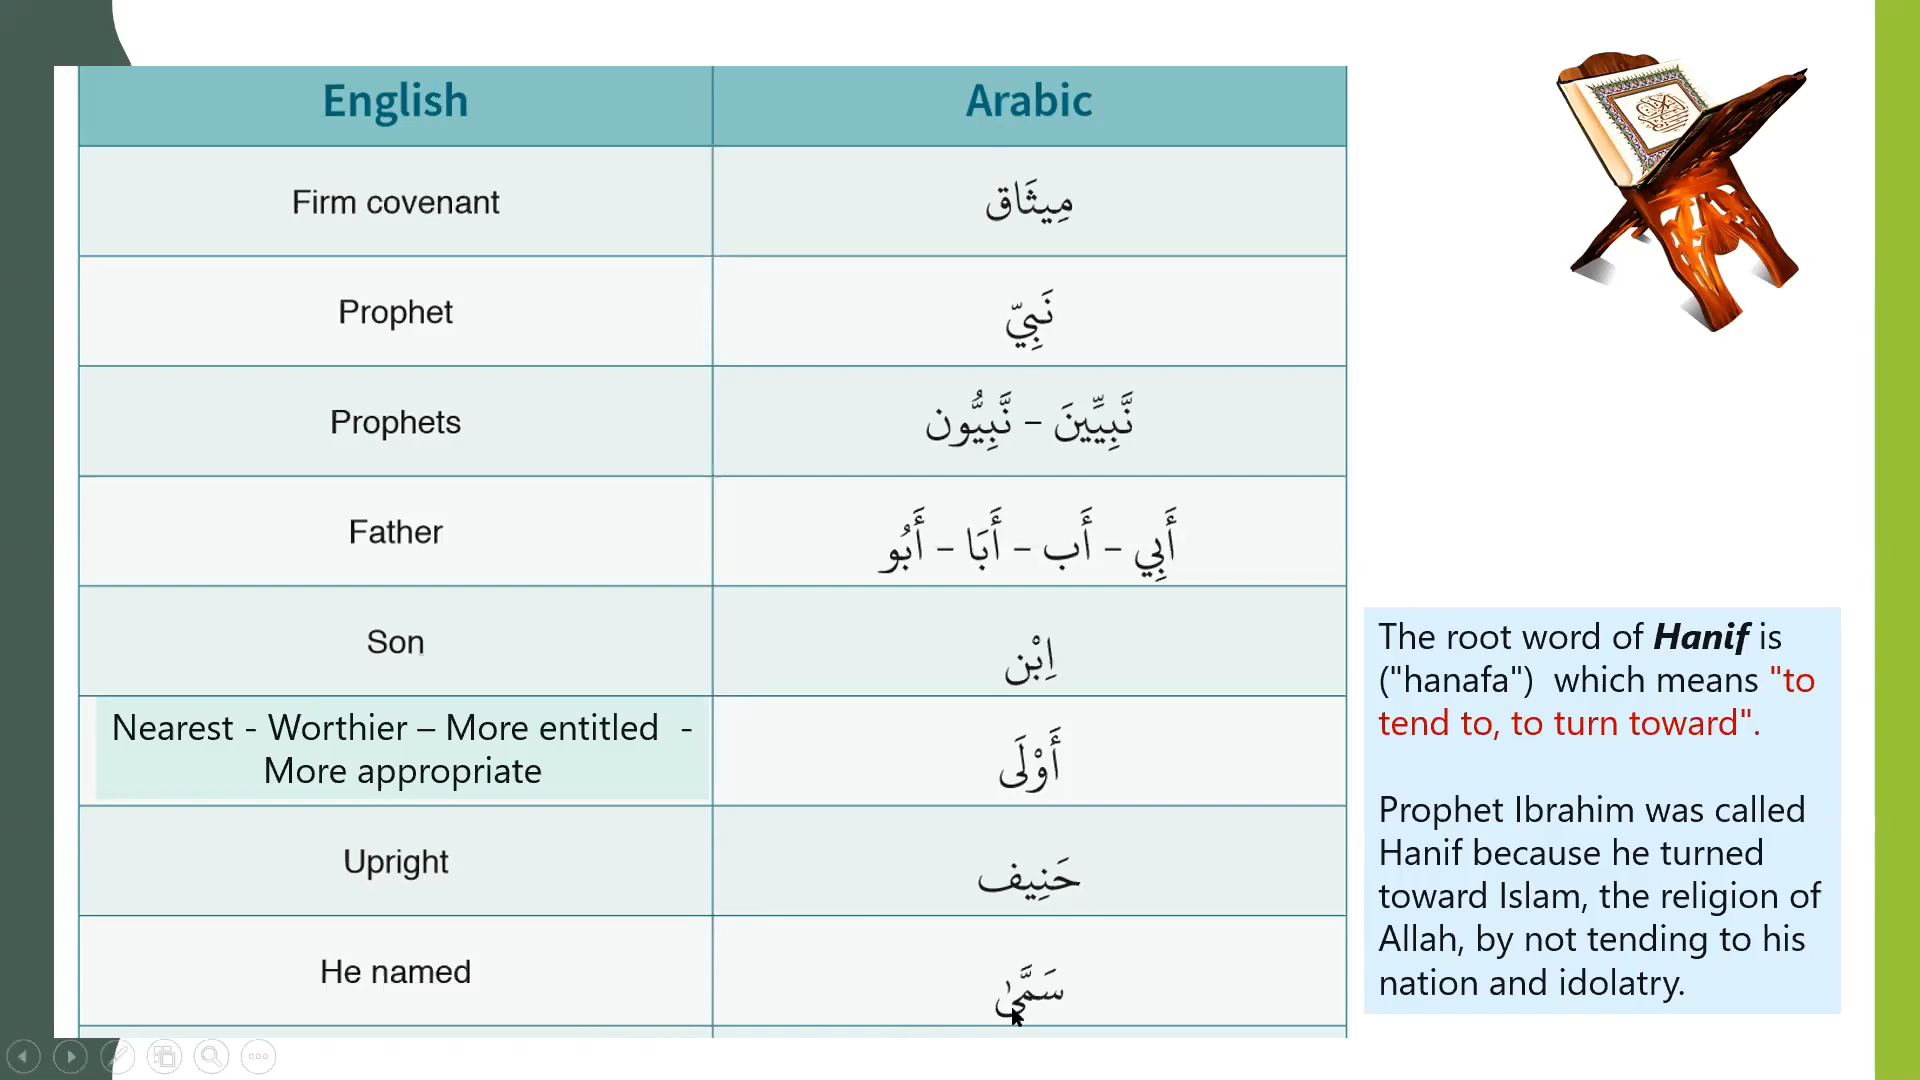 English
Arabic
Firm covenant
مِيثَاق
Prophet
نَبِيّ
Prophets
نَّبِيِّينَ – نَّبِيُّون
Father
أَبِي – أَب – أَبَا – أَبُو
Son
اِبْن
Nearest - Worthier – More entitled -
More appropriate
أَوْلَى
Upright
حَنِيف
He named
سَمَّىٰ
The root word of Hanif is
("hanafa") which means "to
tend to, to turn toward".
Prophet Ibrahim was called
Hanif because he turned
toward Islam, the religion of
Allah, by not tending to his
nation and idolatry.